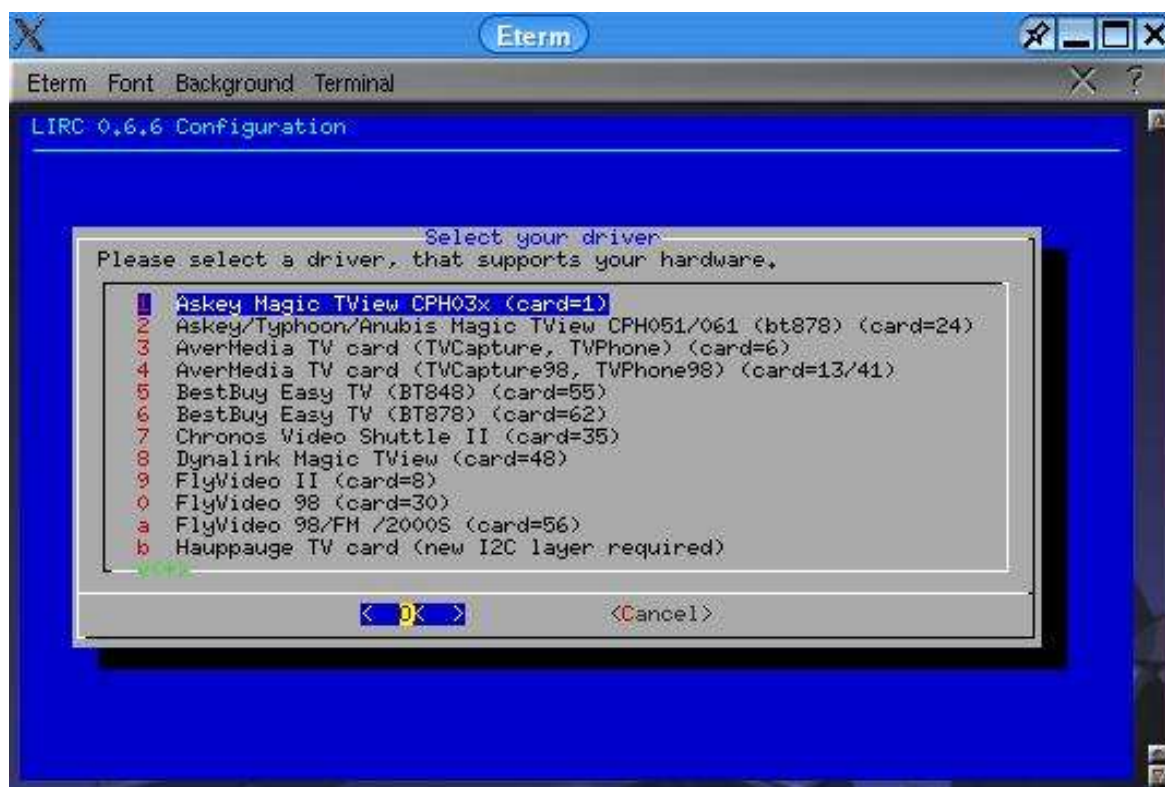 Eterm
Eterm Font Background Terminal
LIRC 0.6.6 Configuration
Select your driver
Please select a driver, that supports your hardware.
1 Askey Magic TView CPH03x (card=1)
2 Askey/Typhoon/Anubis Magic TView CPH051/061 (bt878) (card=24)
3 AverMedia TV card (TVCapture, TVPhone) (card=6)
4 AverMedia TV card (TVCapture98, TVPhone98) (card=13/41)
5 BestBuy Easy TV (BT848) (card=55)
6 BestBuy Easy TV (BT878) (card=62)
7 Chronos Video Shuttle II (card=35)
8 Dynalink Magic TView (card=48)
9 FlyVideo II (card=8)
0 FlyVideo 98 (card=30)
a FlyVideo 98/FM /2000S (card=56)
b Hauppauge TV card (new I2C layer required)
v(+)
< OK > <Cancel>